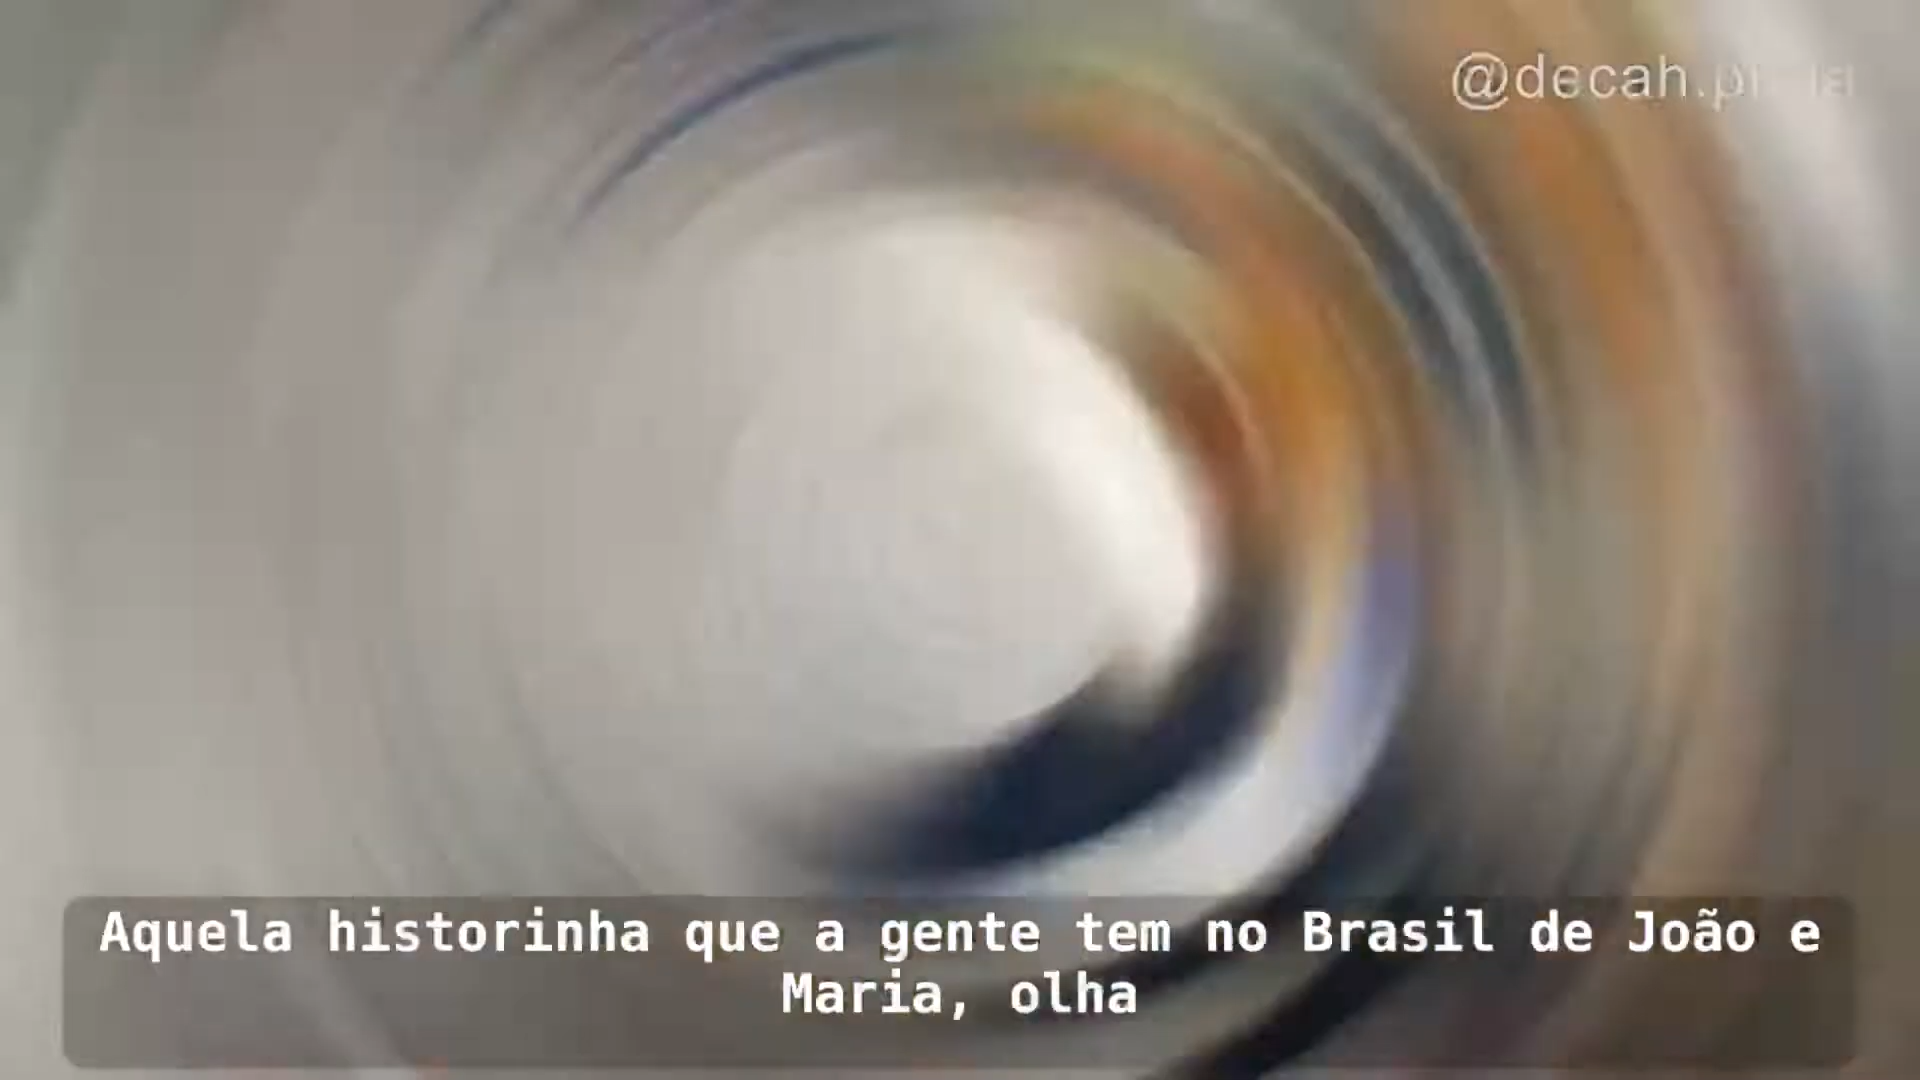 Aquela historinha que a gente tem no Brasil de João e
Maria, olha